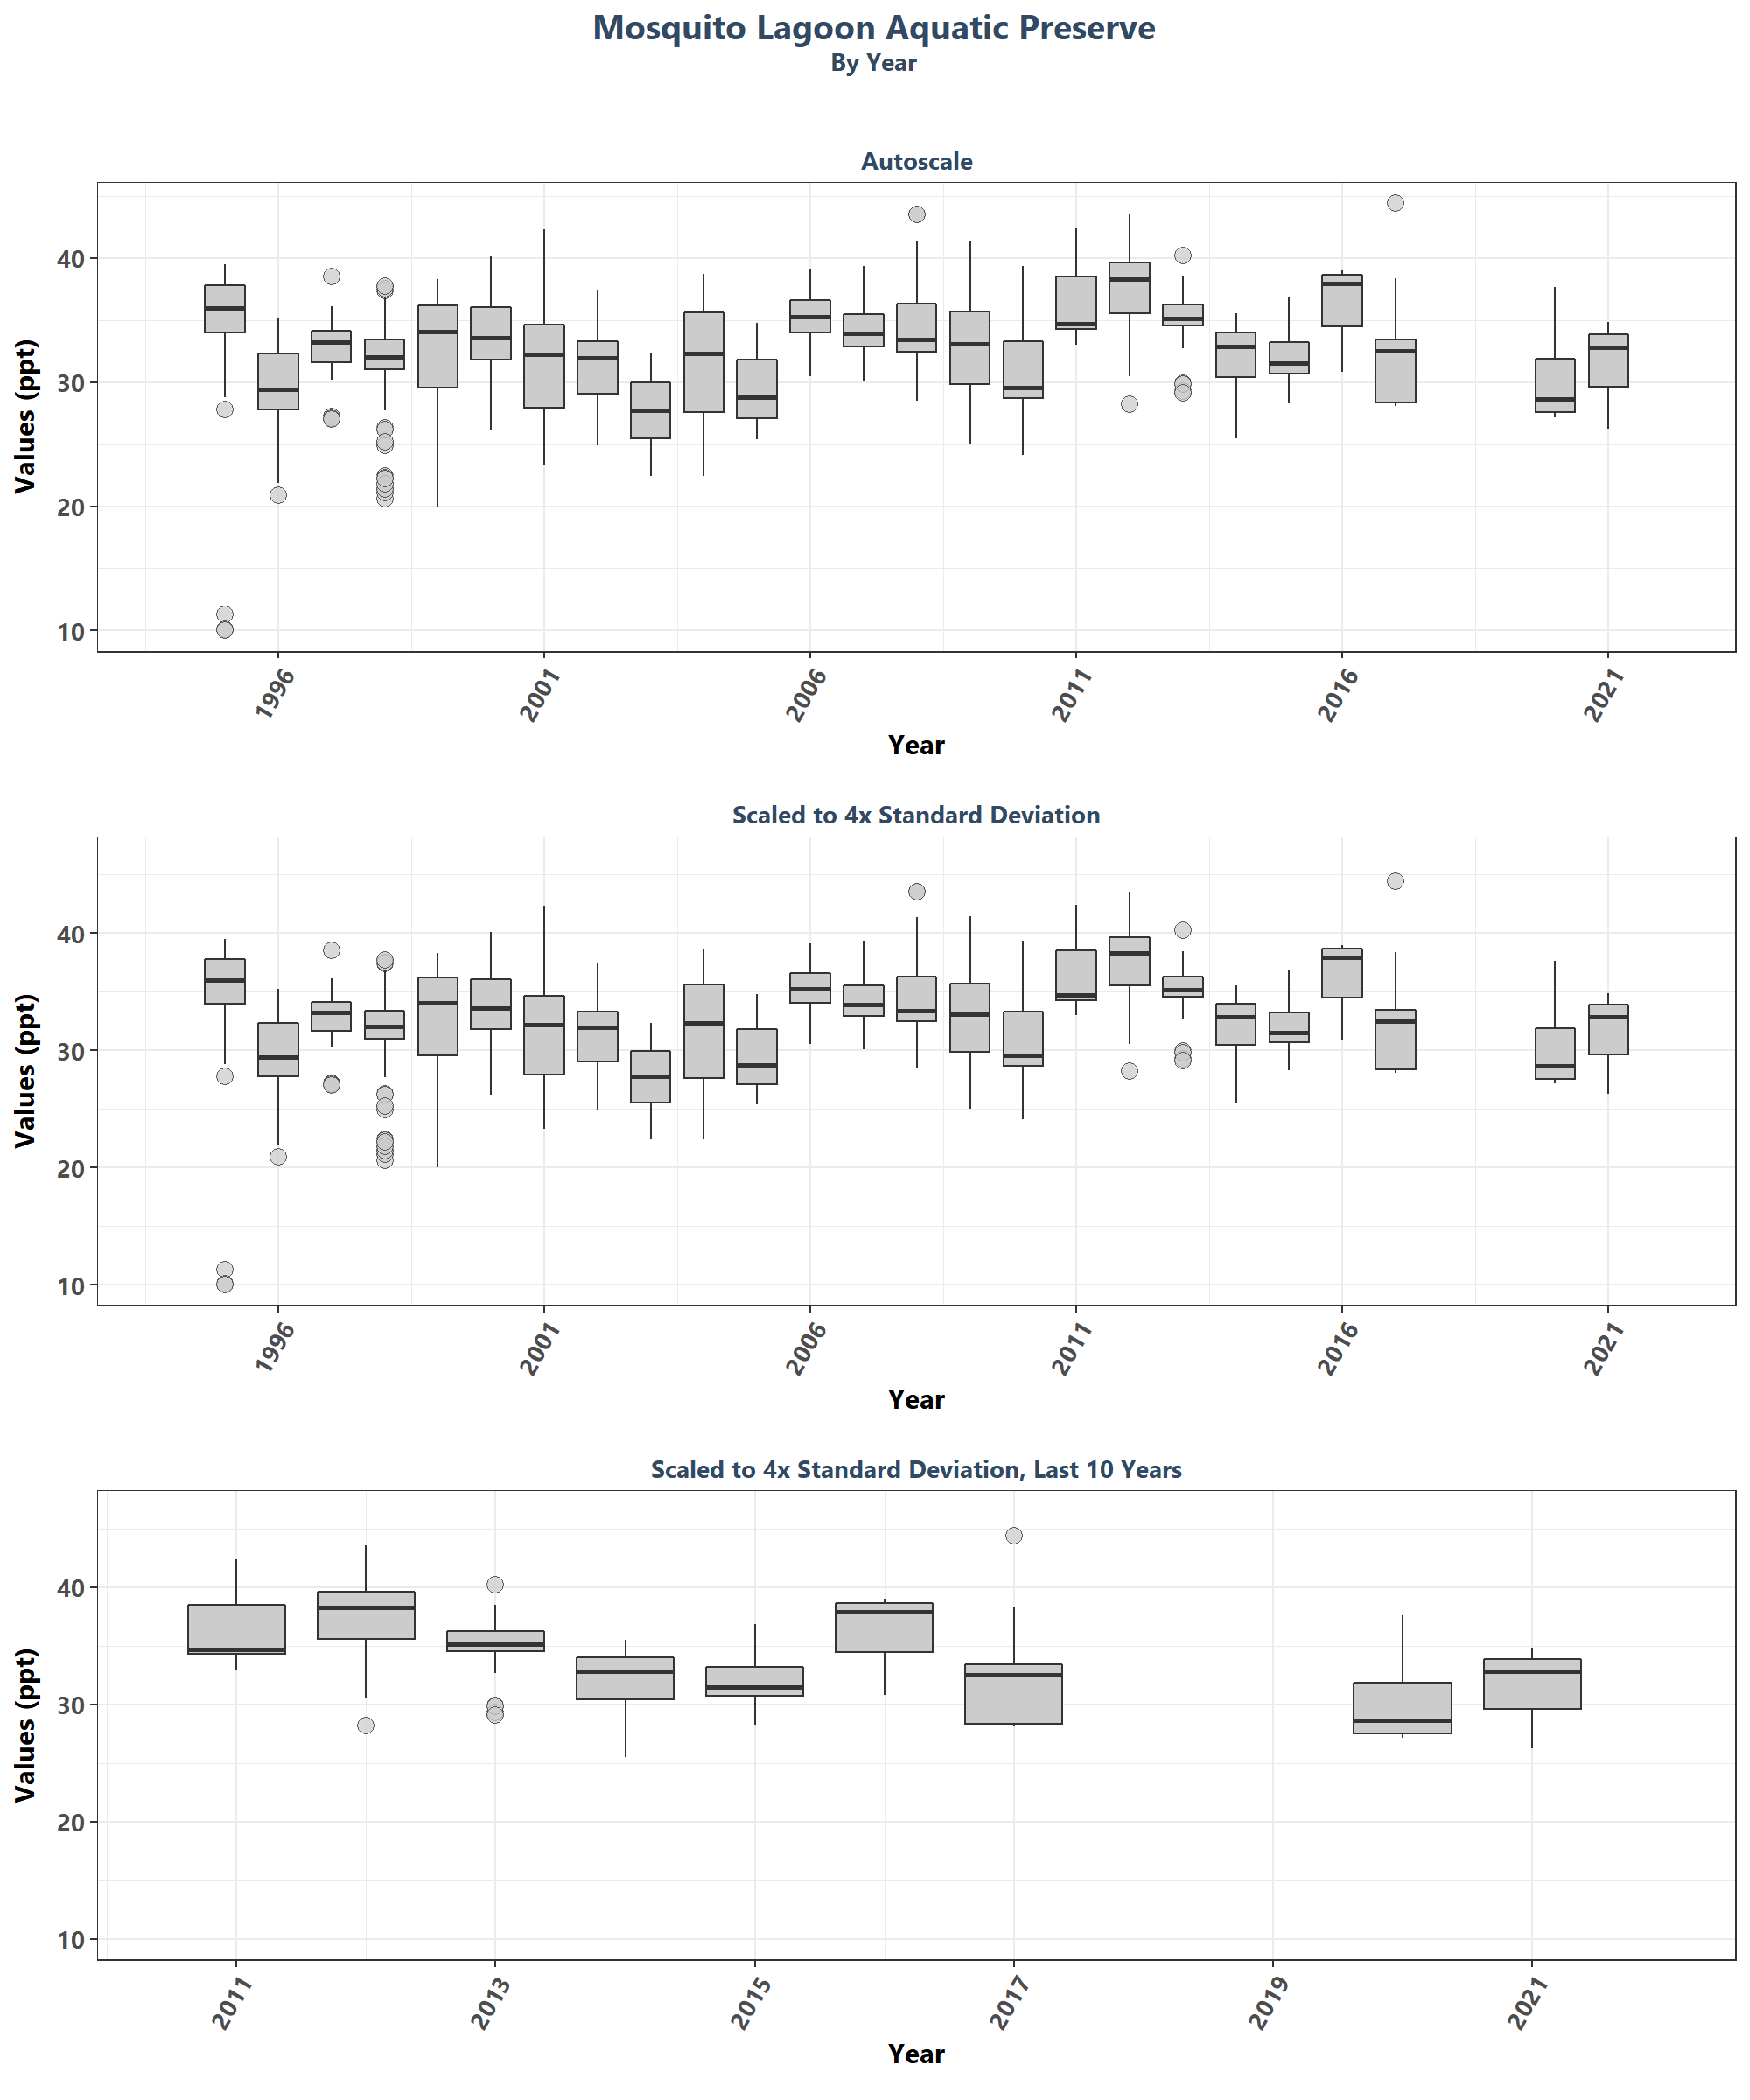 Mosquito Lagoon Aquatic Preserve
By Year
Autoscale
Values (ppt)
40
30
20
10
1996 2001 2006 2011 2016 2021
Year
Scaled to 4x Standard Deviation
Values (ppt)
40
30
20
10
1996 2001 2006 2011 2016 2021
Year
Scaled to 4x Standard Deviation, Last 10 Years
Values (ppt)
40
30
20
10
2011 2013 2015 2017 2019 2021
Year